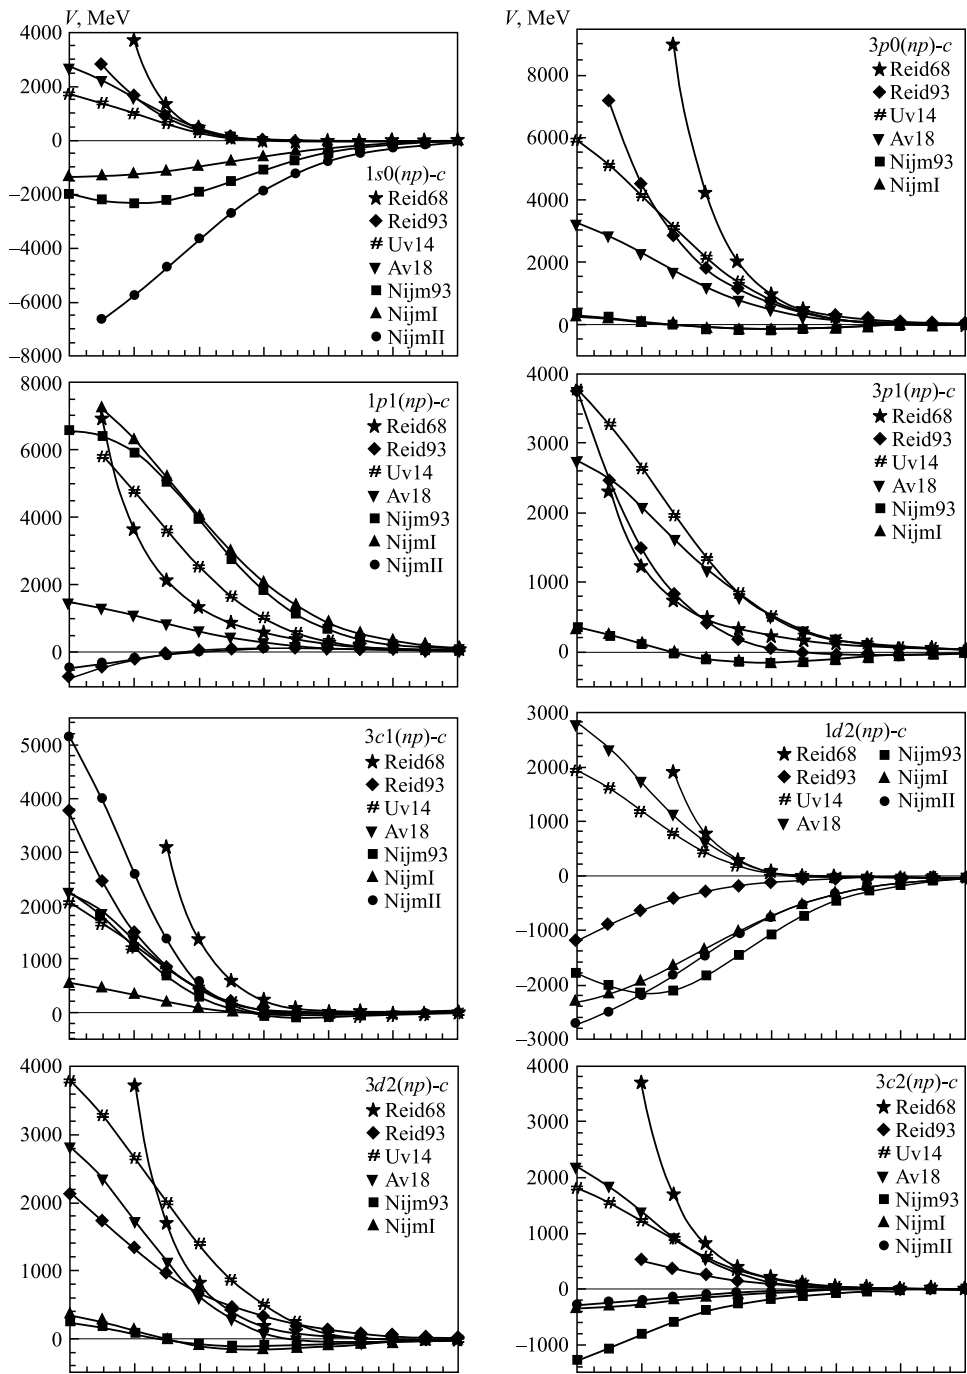 V, MeV
4000
2000
0
–2000
–4000
–6000
–8000
1s0(np)-c
Reid68
Reid93
Uv14
Av18
Nijm93
NijmI
NijmII
V, MeV
8000
6000
4000
2000
0
3p0(np)-c
Reid68
Reid93
Uv14
Av18
Nijm93
NijmI
8000
6000
4000
2000
0
1p1(np)-c
Reid68
Reid93
Uv14
Av18
Nijm93
NijmI
NijmII
4000
3000
2000
1000
0
3p1(np)-c
Reid68
Reid93
Uv14
Av18
Nijm93
NijmI
5000
4000
3000
2000
1000
0
3c1(np)-c
Reid68
Reid93
Uv14
Av18
Nijm93
NijmI
NijmII
3000
2000
1000
0
–1000
–2000
–3000
1d2(np)-c
Reid68
Reid93
Uv14
Av18
Nijm93
NijmI
NijmII
4000
3000
2000
1000
0
3d2(np)-c
Reid68
Reid93
Uv14
Av18
Nijm93
NijmI
4000
3000
2000
1000
0
–1000
3c2(np)-c
Reid68
Reid93
Uv14
Av18
Nijm93
NijmI
NijmII